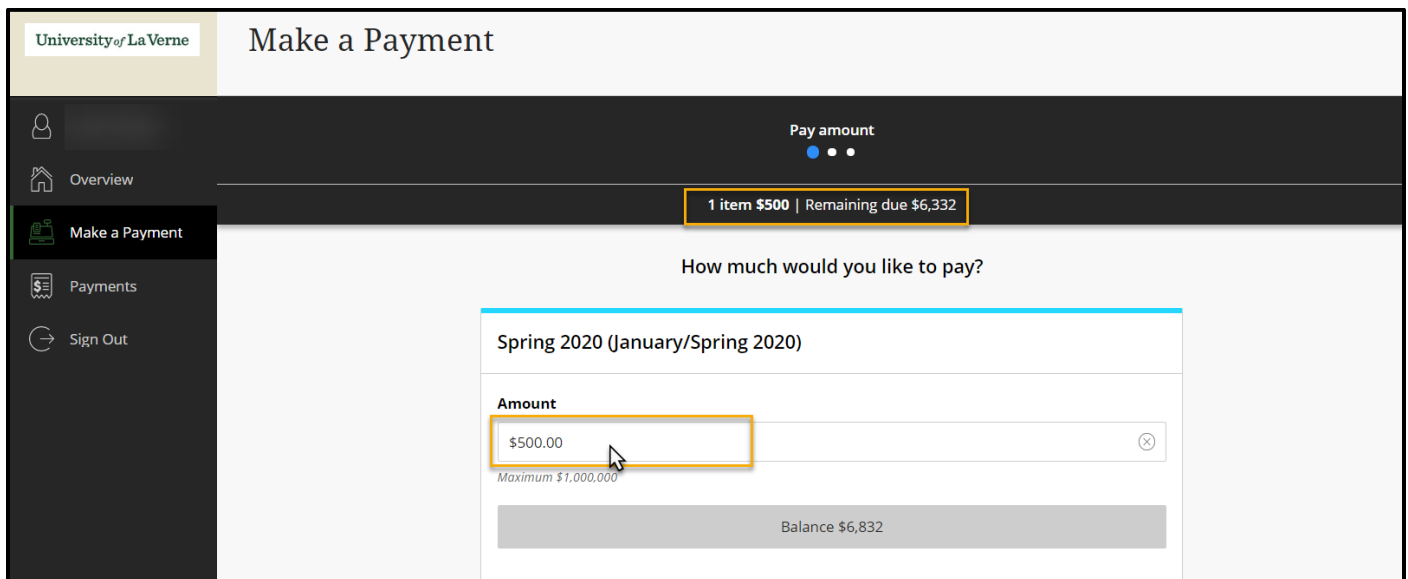 University of La Verne
Make a Payment
Pay amount
Overview
1 item $500 | Remaining due $6,332
Make a Payment
How much would you like to pay?
Payments
Sign Out
Spring 2020 (January/Spring 2020)
Amount
$500.00
Maximum $1,000,000
Balance $6,832